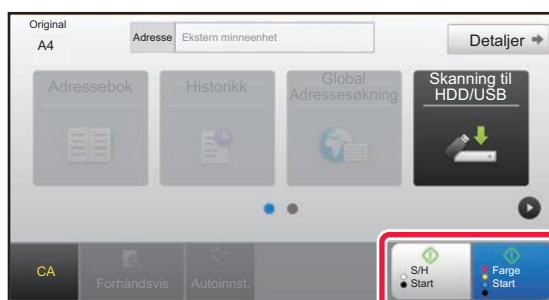 Original
A4
Adresse
Ekstern minneenhet
Detaljer
Adressebok
Historikk
Global
Adressesøkning
Skanning til
HDD/USB
CA
Forhåndsvis
Autoinnst.
S/H
Start
Farge
Start